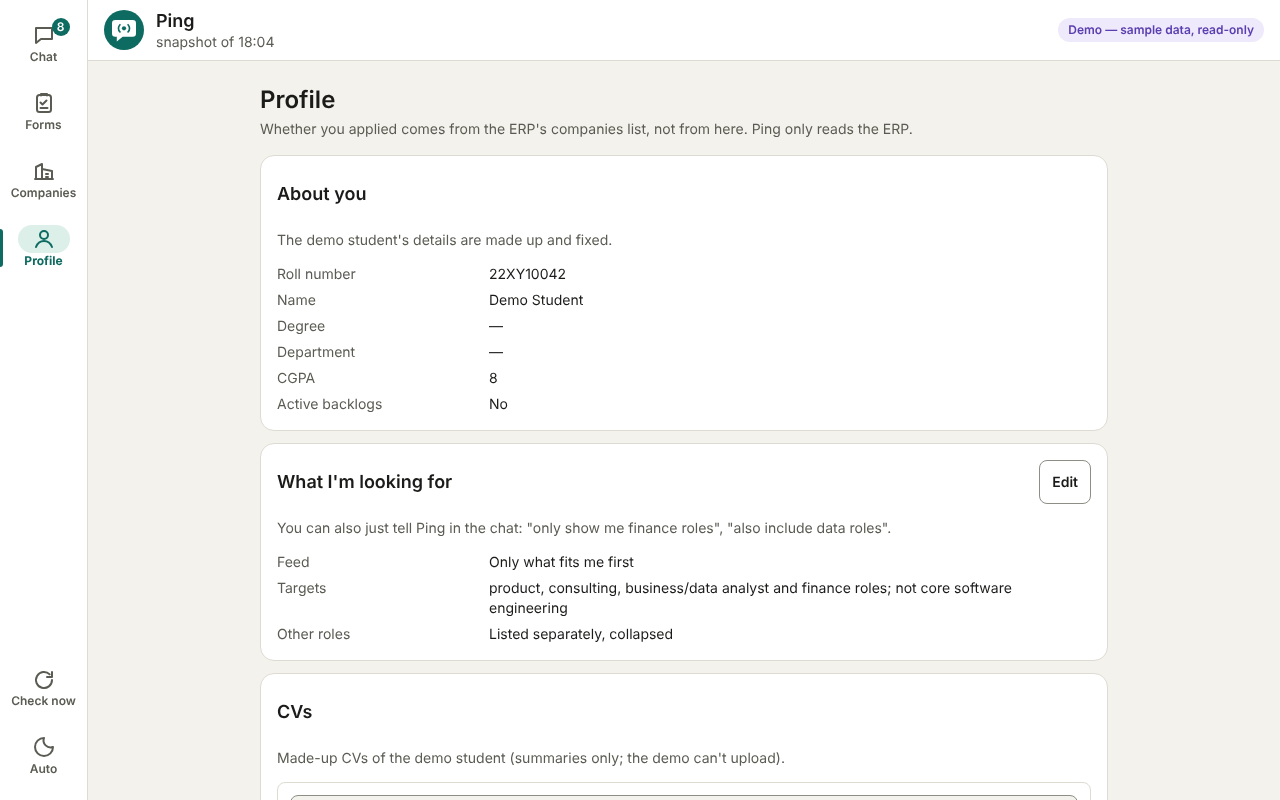 8
Chat
Forms
Companies
Profile
Check now
Auto
Ping
snapshot of 18:04
Demo — sample data, read-only
Profile
Whether you applied comes from the ERP's companies list, not from here. Ping only reads the ERP.
About you
The demo student's details are made up and fixed.
Roll number 22XY10042
Name Demo Student
Degree —
Department —
CGPA 8
Active backlogs No
What I'm looking for
Edit
You can also just tell Ping in the chat: "only show me finance roles", "also include data roles".
Feed Only what fits me first
Targets product, consulting, business/data analyst and finance roles; not core software
engineering
Other roles Listed separately, collapsed
CVs
Made-up CVs of the demo student (summaries only; the demo can't upload).